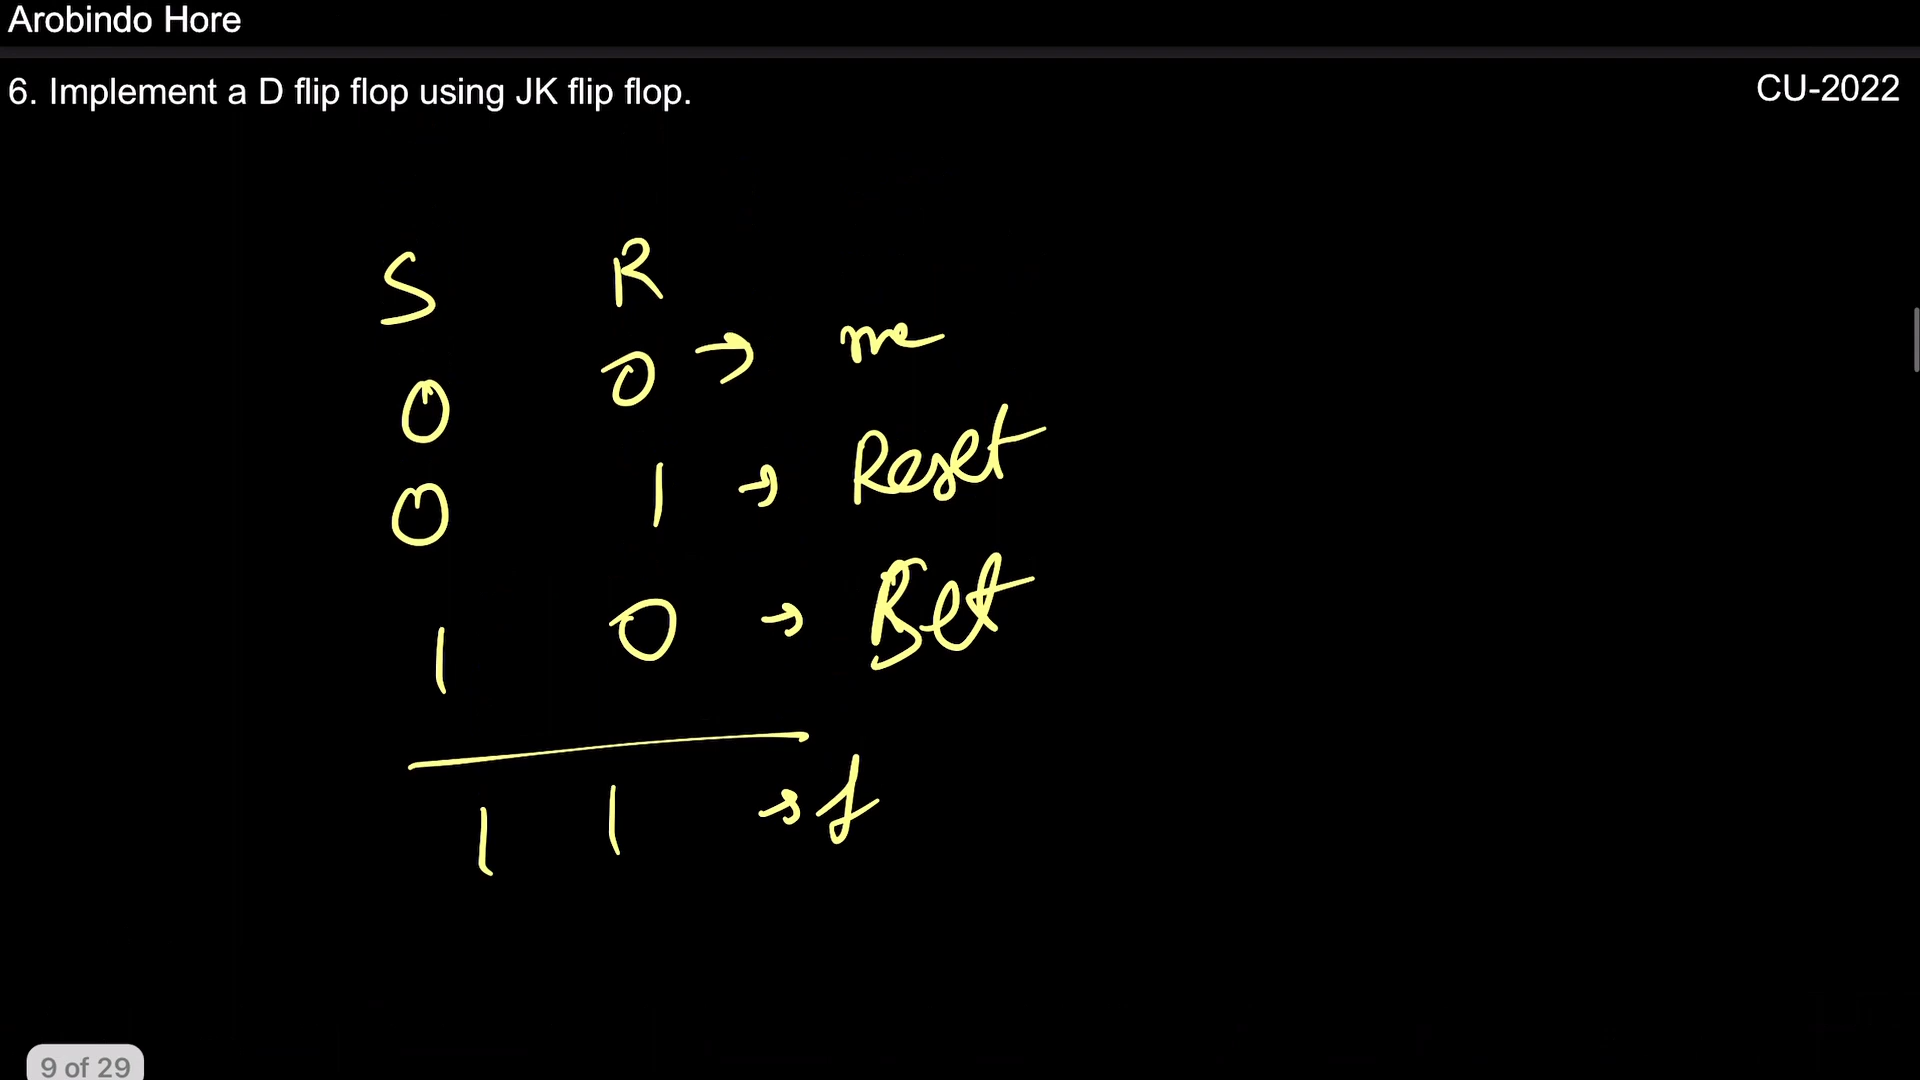 Arobindo Hore
6. Implement a D flip flop using JK flip flop. CU-2022
S R
0 0 →
0 1 → Reset
1 0 → Set
1 1 →
9 of 29